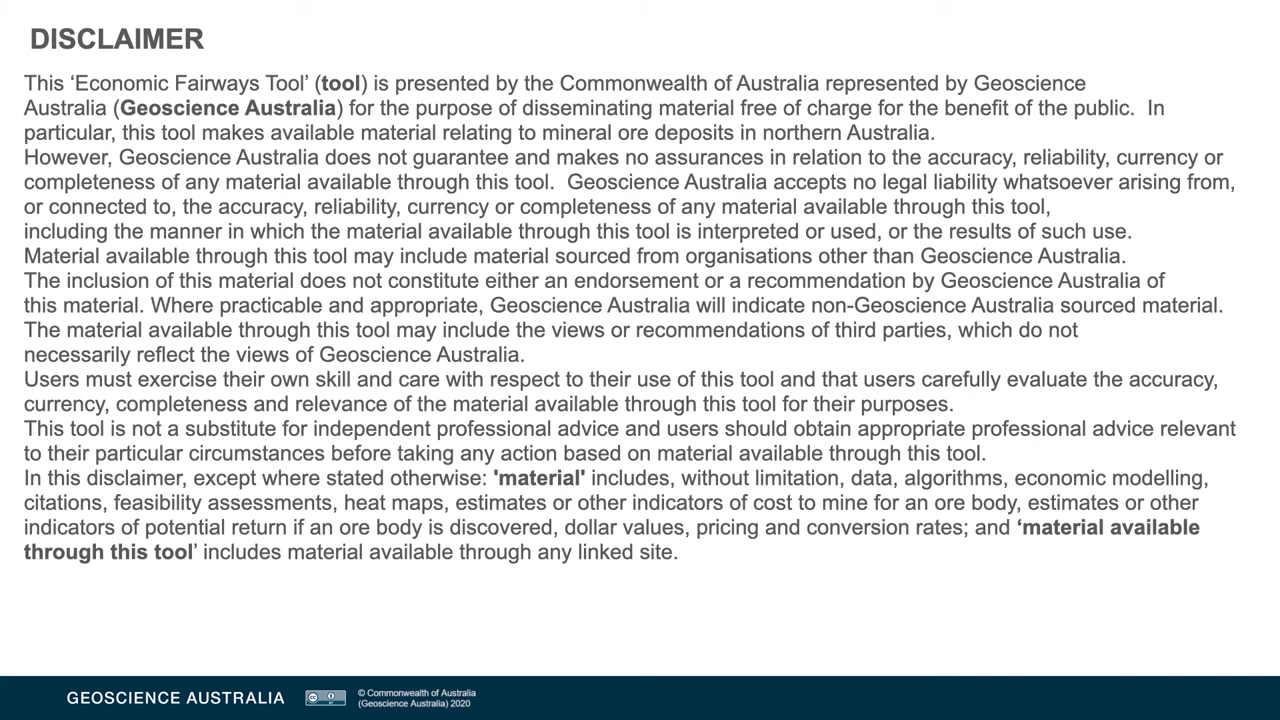 DISCLAIMER
This ‘Economic Fairways Tool’ (tool) is presented by the Commonwealth of Australia represented by Geoscience
Australia (Geoscience Australia) for the purpose of disseminating material free of charge for the benefit of the public.  In
particular, this tool makes available material relating to mineral ore deposits in northern Australia.
However, Geoscience Australia does not guarantee and makes no assurances in relation to the accuracy, reliability, currency or
completeness of any material available through this tool.  Geoscience Australia accepts no legal liability whatsoever arising from,
or connected to, the accuracy, reliability, currency or completeness of any material available through this tool,
including the manner in which the material available through this tool is interpreted or used, or the results of such use.
Material available through this tool may include material sourced from organisations other than Geoscience Australia.
The inclusion of this material does not constitute either an endorsement or a recommendation by Geoscience Australia of
this material. Where practicable and appropriate, Geoscience Australia will indicate non-Geoscience Australia sourced material.
The material available through this tool may include the views or recommendations of third parties, which do not
necessarily reflect the views of Geoscience Australia.
Users must exercise their own skill and care with respect to their use of this tool and that users carefully evaluate the accuracy,
currency, completeness and relevance of the material available through this tool for their purposes.
This tool is not a substitute for independent professional advice and users should obtain appropriate professional advice relevant
to their particular circumstances before taking any action based on material available through this tool.
In this disclaimer, except where stated otherwise: 'material' includes, without limitation, data, algorithms, economic modelling,
citations, feasibility assessments, heat maps, estimates or other indicators of cost to mine for an ore body, estimates or other
indicators of potential return if an ore body is discovered, dollar values, pricing and conversion rates; and ‘material available
through this tool’ includes material available through any linked site.
GEOSCIENCE AUSTRALIA
© Commonwealth of Australia
(Geoscience Australia) 2020